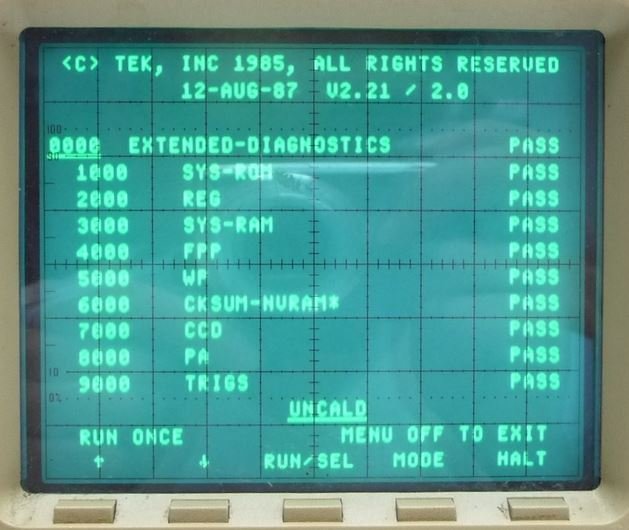 <C> TEK, INC 1985, ALL RIGHTS RESERVED
12-AUG-87 V2.21 / 2.0
100
0000 EXTENDED-DIAGNOSTICS PASS
90
1000 SYS-ROM PASS
2000 REG PASS
3000 SYS-RAM PASS
4000 FPP PASS
5000 WP PASS
6000 CKSUM-NVRAM* PASS
7000 CCD PASS
8000 PA PASS
10
9000 TRIGS PASS
0%
UNCALD
RUN ONCE MENU OFF TO EXIT
↑ ↓ RUN/SEL MODE HALT